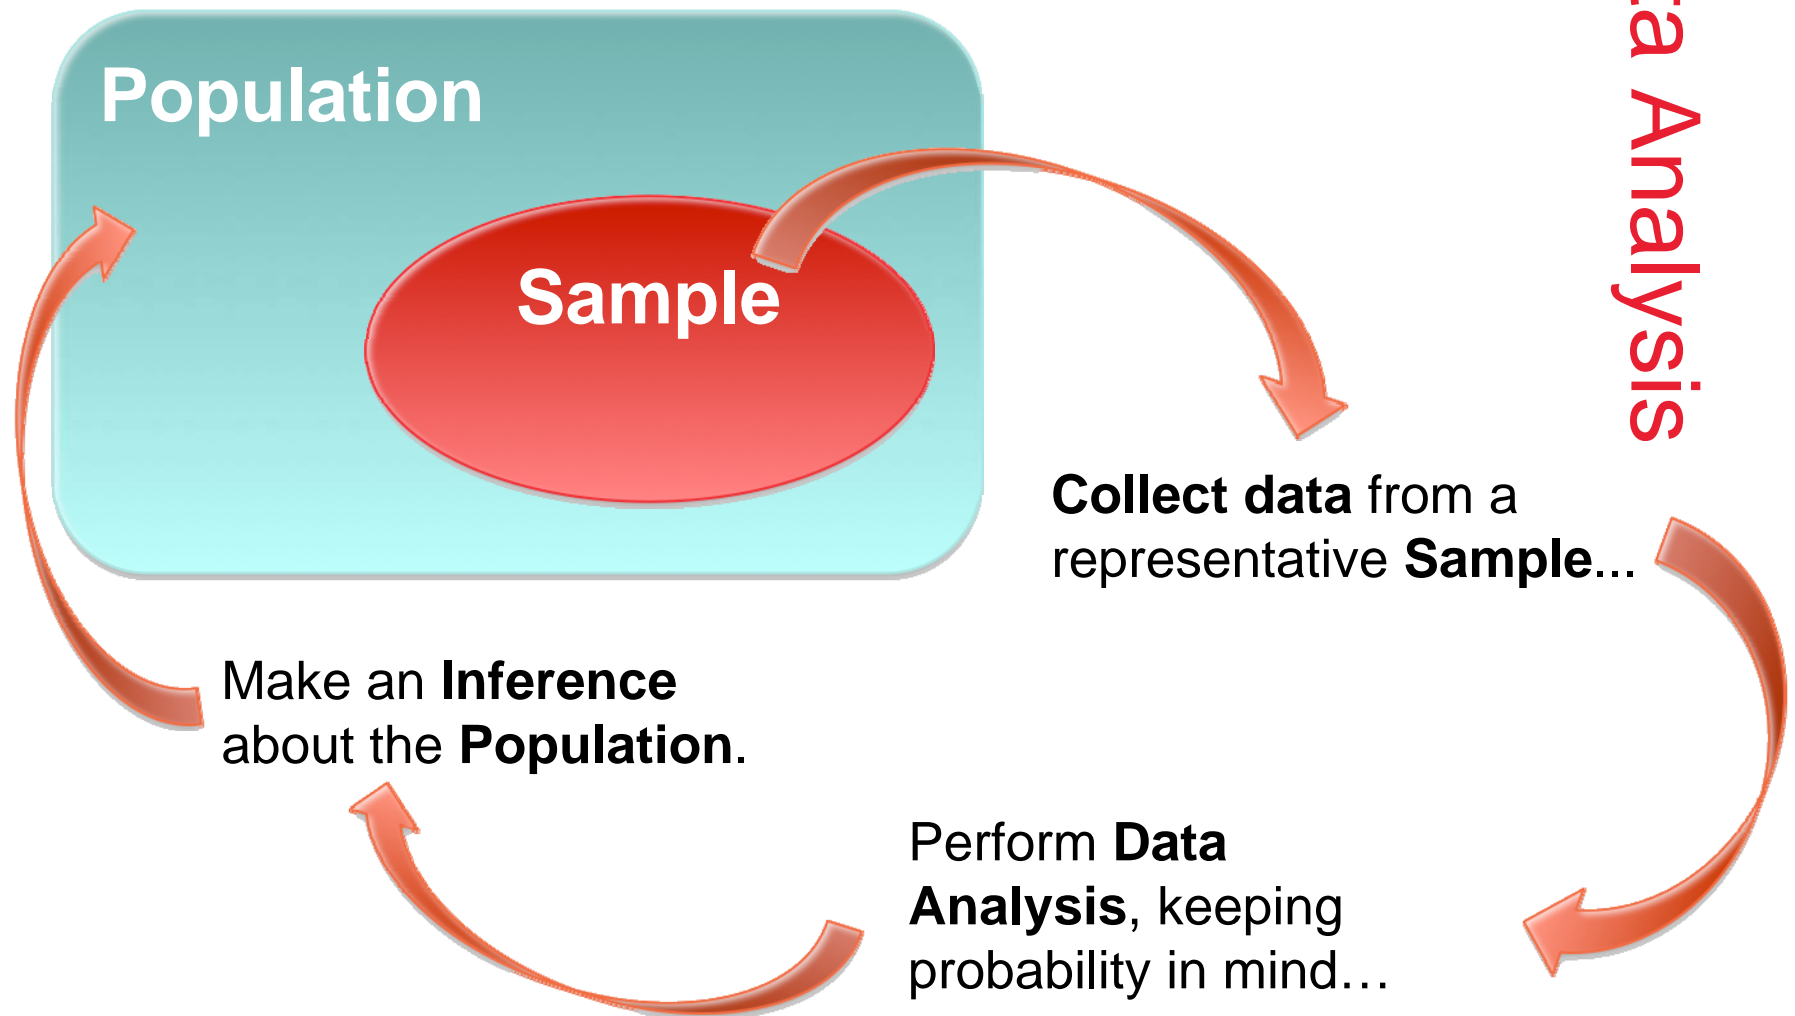 Population
Sample
ta Analysis
Collect data from a
representative Sample...
Make an Inference
about the Population.
Perform Data
Analysis, keeping
probability in mind…